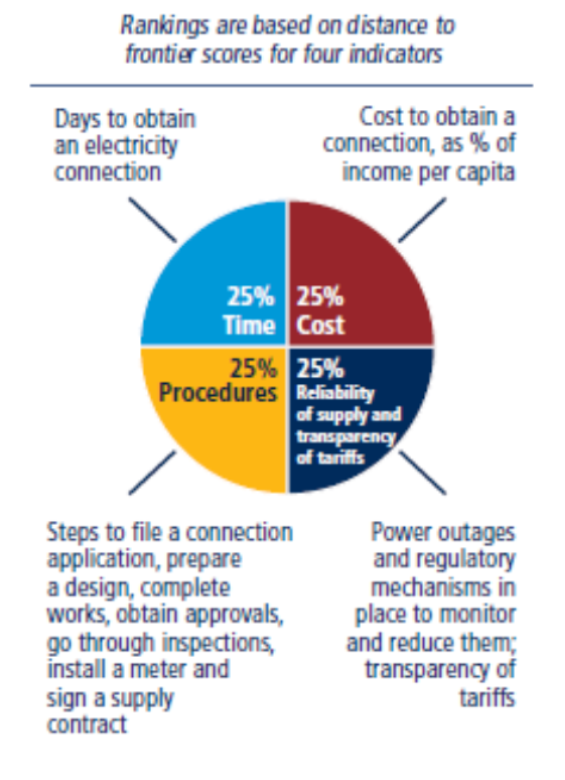 Rankings are based on distance to
frontier scores for four indicators
Days to obtain
an electricity
connection
Cost to obtain a
connection, as % of
income per capita
25%
Time
25%
Cost
25%
Procedures
25%
Reliability
of supply and
transparency
of tariffs
Steps to file a connection
application, prepare
a design, complete
works, obtain approvals,
go through inspections,
install a meter and
sign a supply
contract
Power outages
and regulatory
mechanisms in
place to monitor
and reduce them;
transparency of
tariffs